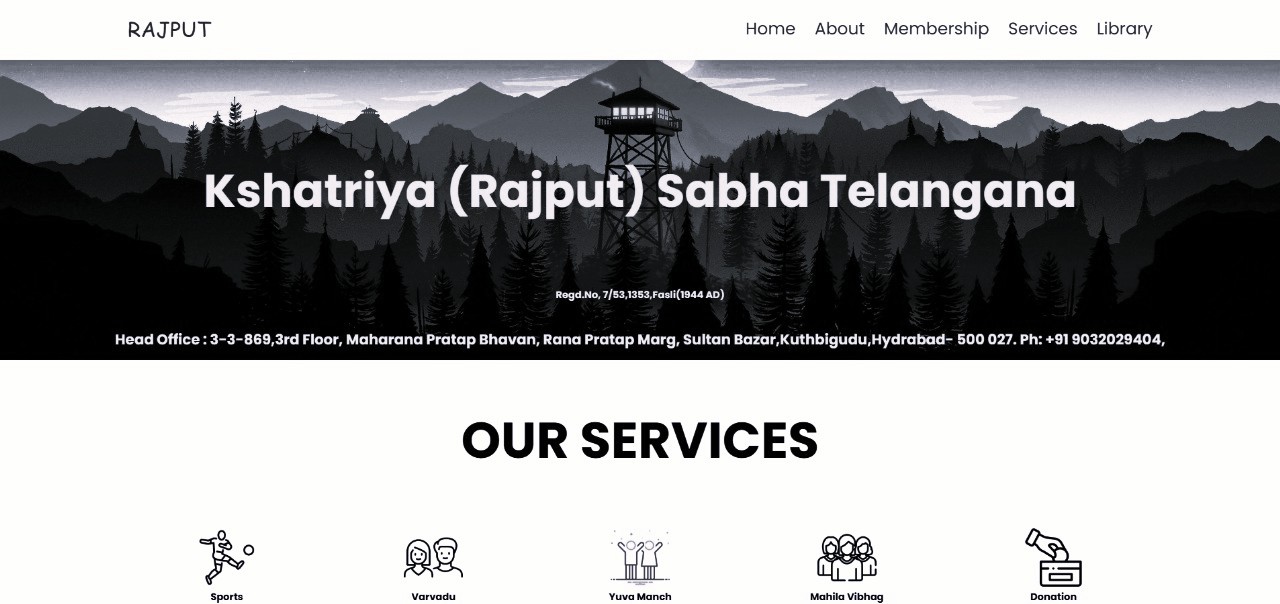 RAJPUT
Home About Membership Services Library
Kshatriya (Rajput) Sabha Telangana
Regd.No, 7/53,1353,Fasli(1944 AD)
Head Office : 3-3-869,3rd Floor, Maharana Pratap Bhavan, Rana Pratap Marg, Sultan Bazar,Kuthbigudu,Hydrabad- 500 027. Ph: +91 9032029404,
OUR SERVICES
Sports Varvadu Yuva Manch Mahila Vibhag Donation